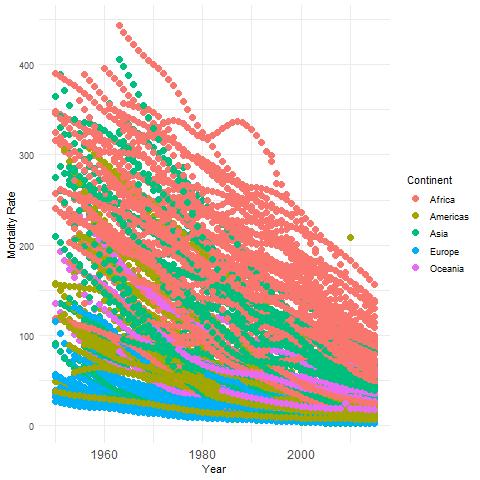 400
300
200
100
0
Mortality Rate
1960
1980
2000
Year
Continent
Africa
Americas
Asia
Europe
Oceania